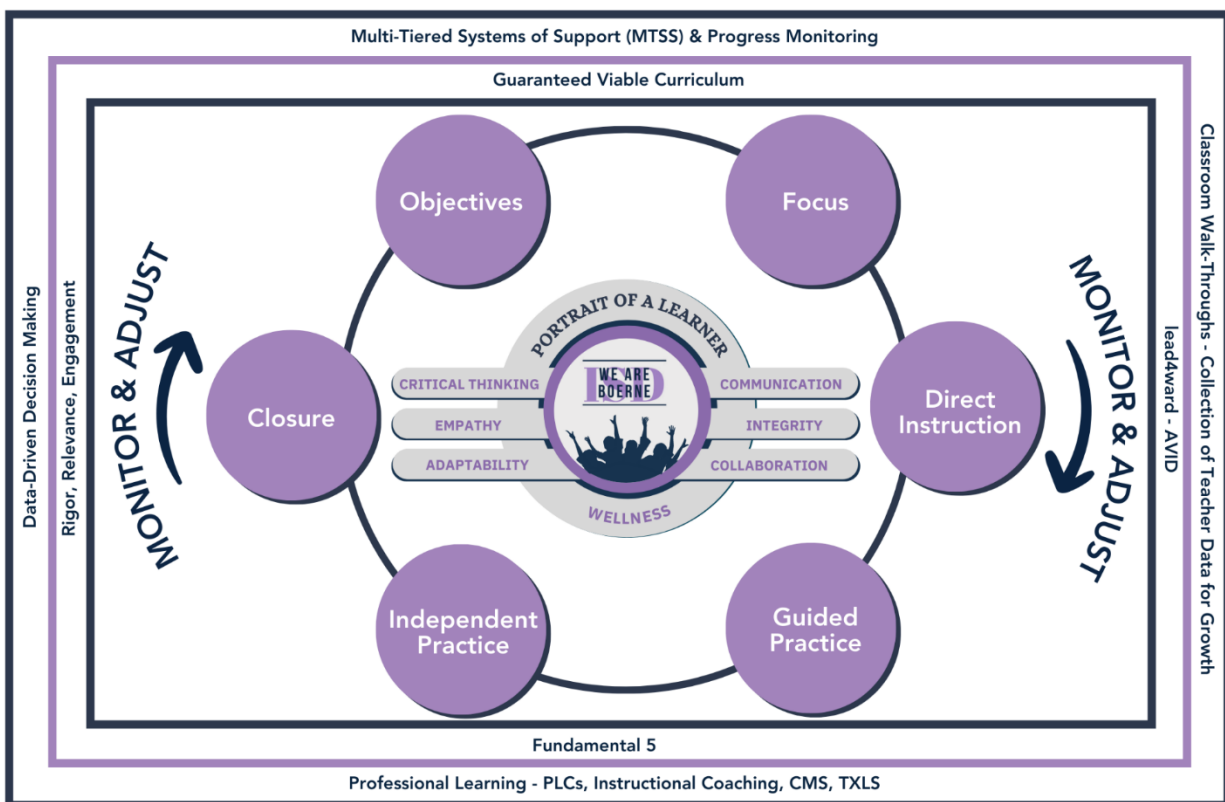 Multi-Tiered Systems of Support (MTSS) & Progress Monitoring
Guaranteed Viable Curriculum
Data-Driven Decision Making
Rigor, Relevance, Engagement
MONITOR & ADJUST
Objectives
Focus
Closure
Direct
Instruction
PORTRAIT OF A LEARNER
ISD
WE ARE
BOERNE
CRITICAL THINKING
EMPATHY
ADAPTABILITY
COMMUNICATION
INTEGRITY
COLLABORATION
WELLNESS
Independent
Practice
Guided
Practice
MONITOR & ADJUST
lead4ward - AVID
Classroom Walk-Throughs - Collection of Teacher Data for Growth
Fundamental 5
Professional Learning - PLCs, Instructional Coaching, CMS, TXLS